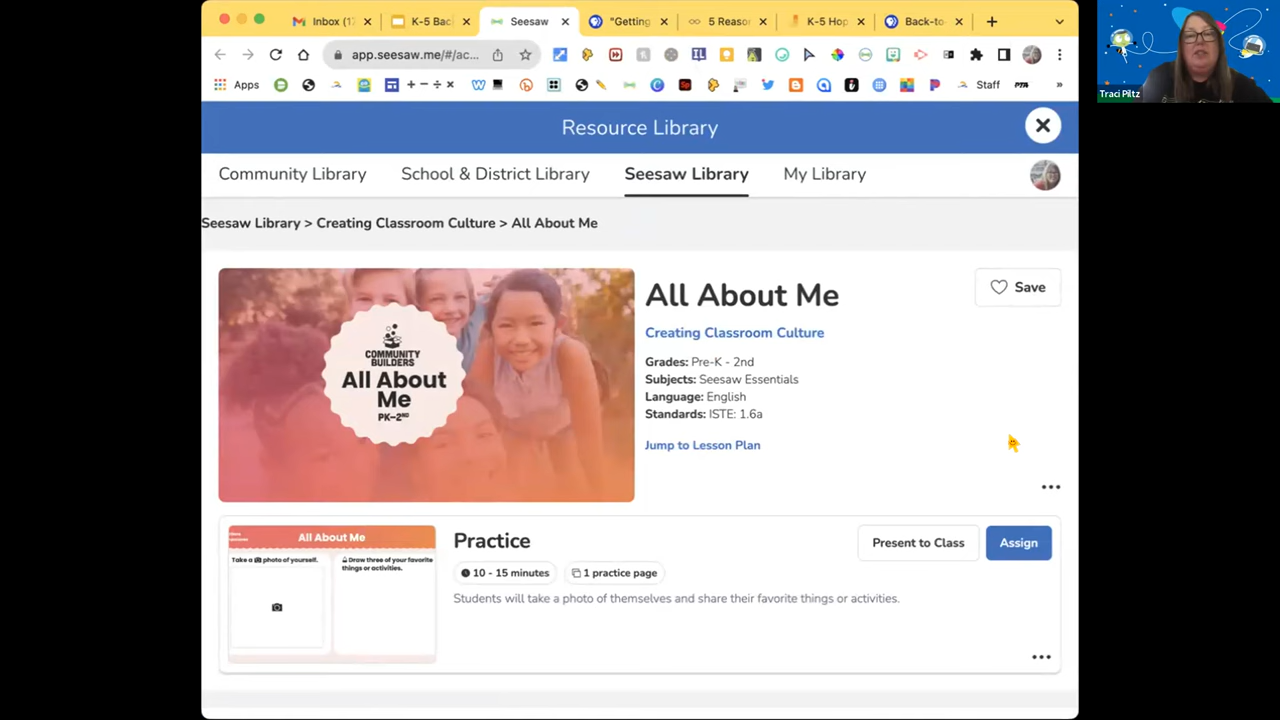 Inbox (1
K-5 Bac
Seesaw
"Getting
5 Reaso
K-5 Hop
Back-to
app.seesaw.me/#/ac...
Apps
Staff
PTA
Traci Piltz
Resource Library
Community Library
School & District Library
Seesaw Library
My Library
Seesaw Library > Creating Classroom Culture > All About Me
COMMUNITY
BUILDERS
All About
Me
PK–2ND
All About Me
Save
Creating Classroom Culture
Grades: Pre-K - 2nd
Subjects: Seesaw Essentials
Language: English
Standards: ISTE: 1.6a
Jump to Lesson Plan
All About Me
Take a photo of yourself.
Draw three of your favorite
things or activities.
Practice
Present to Class
Assign
10 - 15 minutes
1 practice page
Students will take a photo of themselves and share their favorite things or activities.